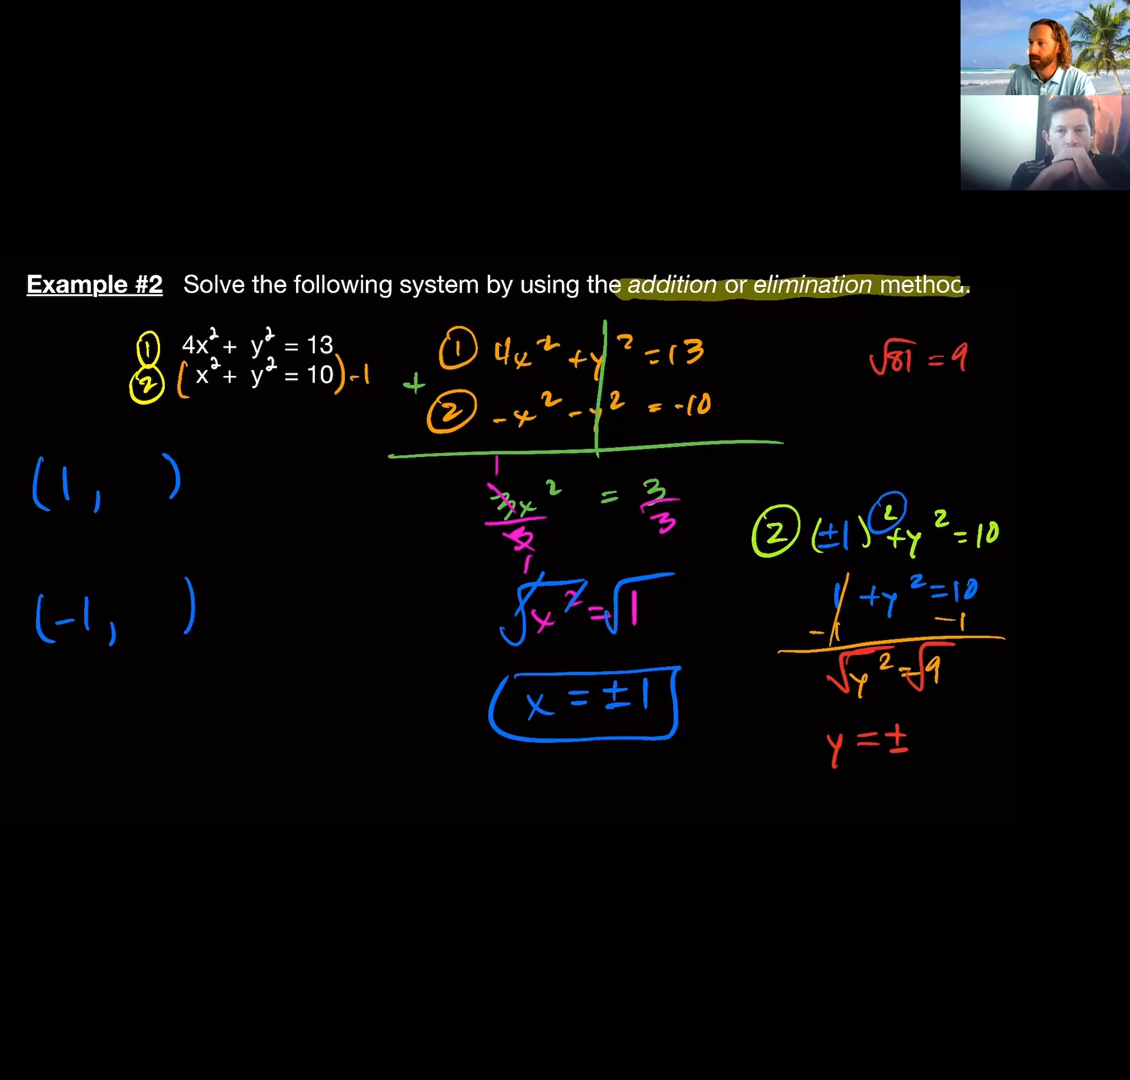 Example #2 Solve the following system by using the addition or elimination method.
① 4x² + y² = 13
② (x² + y² = 10) -1
① 4x² + y² = 13
+ ② -x² - y² = -10
1
3x² = 3
3 3
1
√x² = √1
x = ±1
(1, )
(-1, )
√81 = 9
② (±1)² + y² = 10
1 + y² = 10
-1 -1
√y² = √9
y = ±